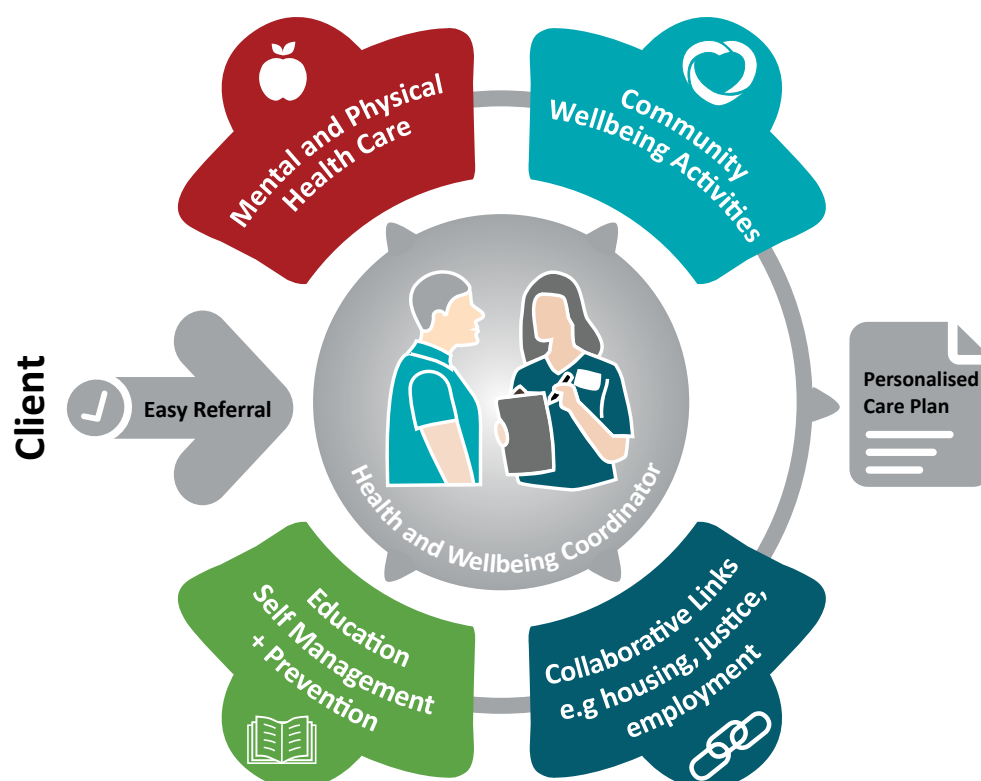 Mental and Physical
Health Care
Community
Wellbeing Activities
Client
Easy Referral
Personalised
Care Plan
Health and Wellbeing Coordinator
Education
Self Management
+ Prevention
Collaborative Links
e.g housing, justice,
employment